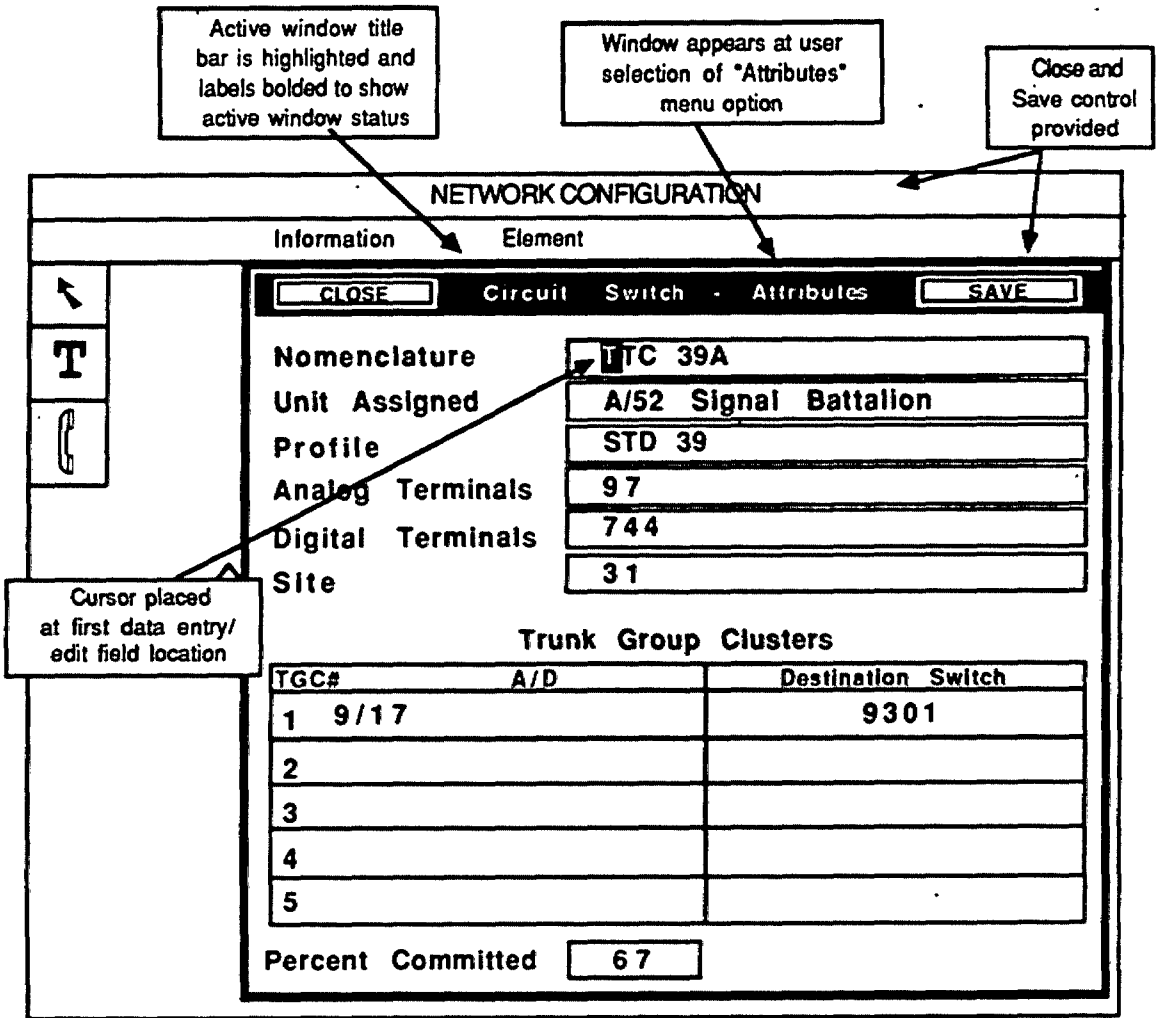 Active window title
bar is highlighted and
labels bolded to show
active window status
Window appears at user
selection of "Attributes"
menu option
Close and
Save control
provided
NETWORK CONFIGURATION
Information Element
CLOSE Circuit Switch - Attributes SAVE
T
Nomenclature TTC 39A
Unit Assigned A/52 Signal Battalion
Profile STD 39
Analog Terminals 97
Digital Terminals 744
Site 31
Cursor placed
at first data entry/
edit field location
Trunk Group Clusters
TGC# A/D Destination Switch
1 9/17 9301
2
3
4
5
Percent Committed 67